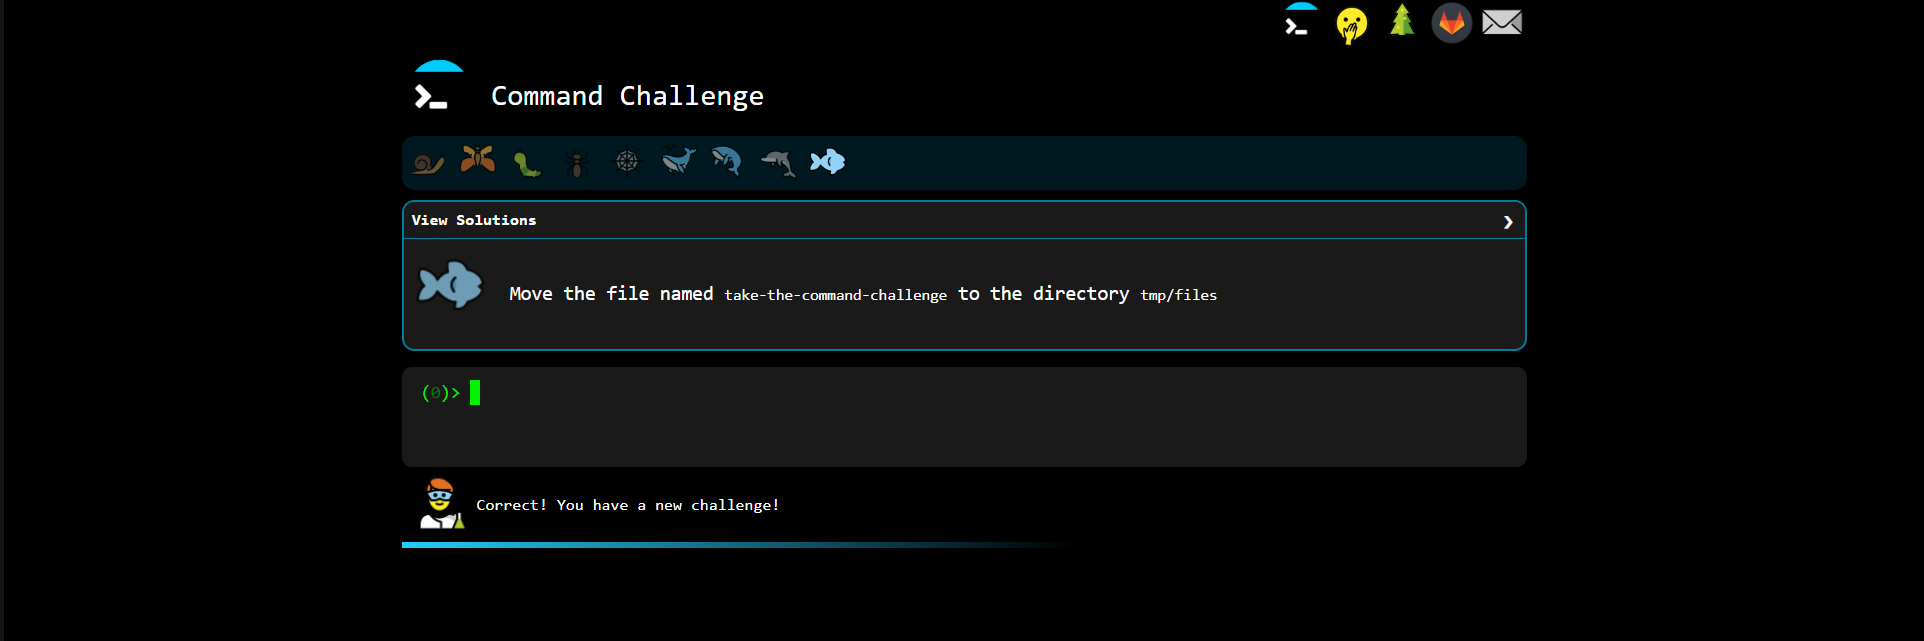 Command Challenge
View Solutions
Move the file named take-the-command-challenge to the directory tmp/files
(0)>
Correct! You have a new challenge!